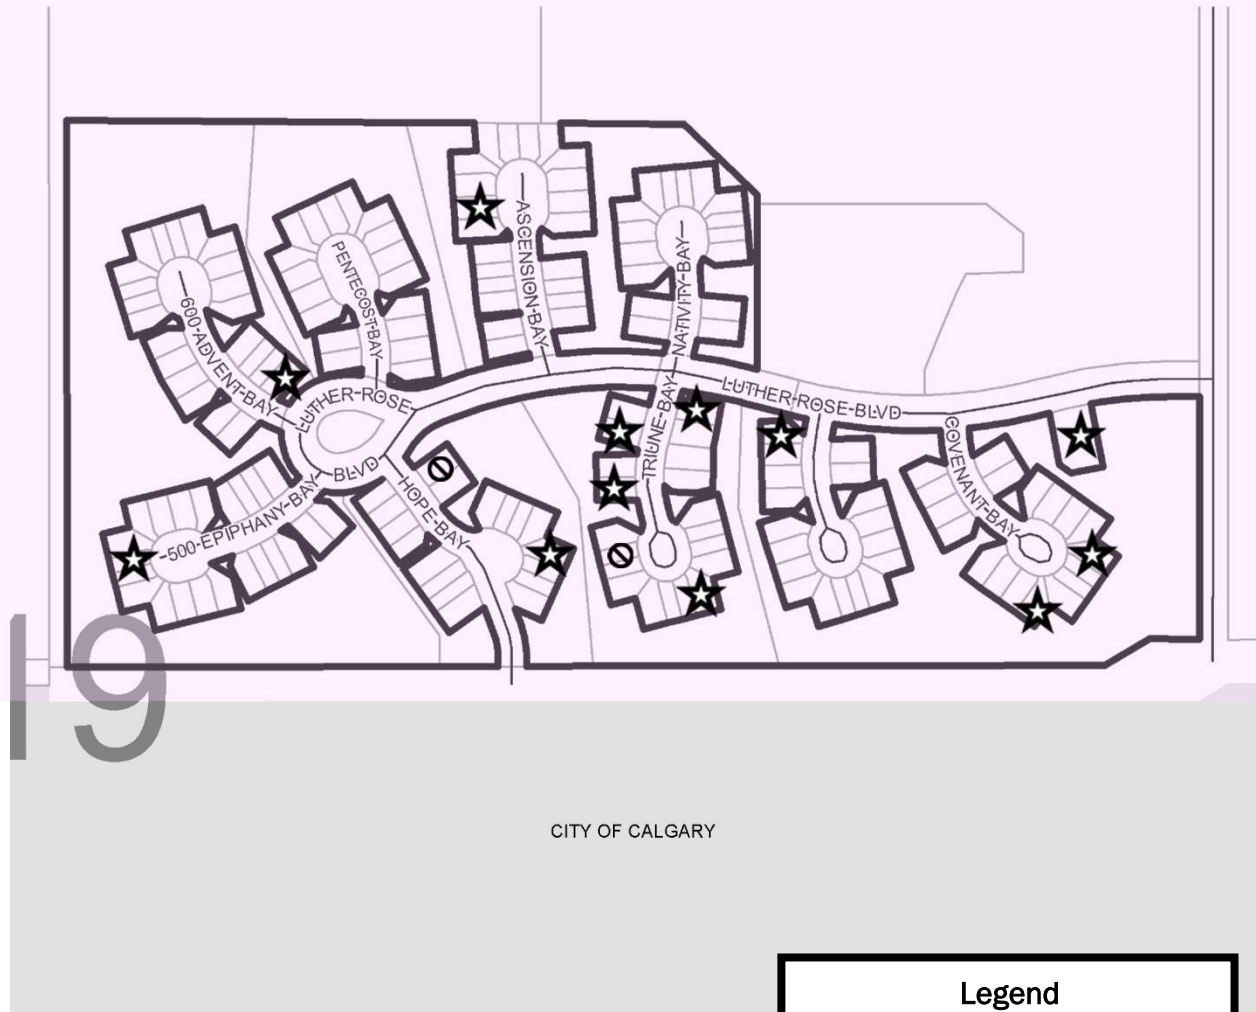 ASCENSION-BAY
NATIVITY-BAY
PENTECOST-BAY
600-ADVENT-BAY
LUTHER-ROSE
BLVD
LUTHER-ROSE-BLVD
TRIUNE-BAY
COVENANT-BAY
HOPE-BAY
500-EPIPHANY-BAY
19
CITY OF CALGARY
Legend